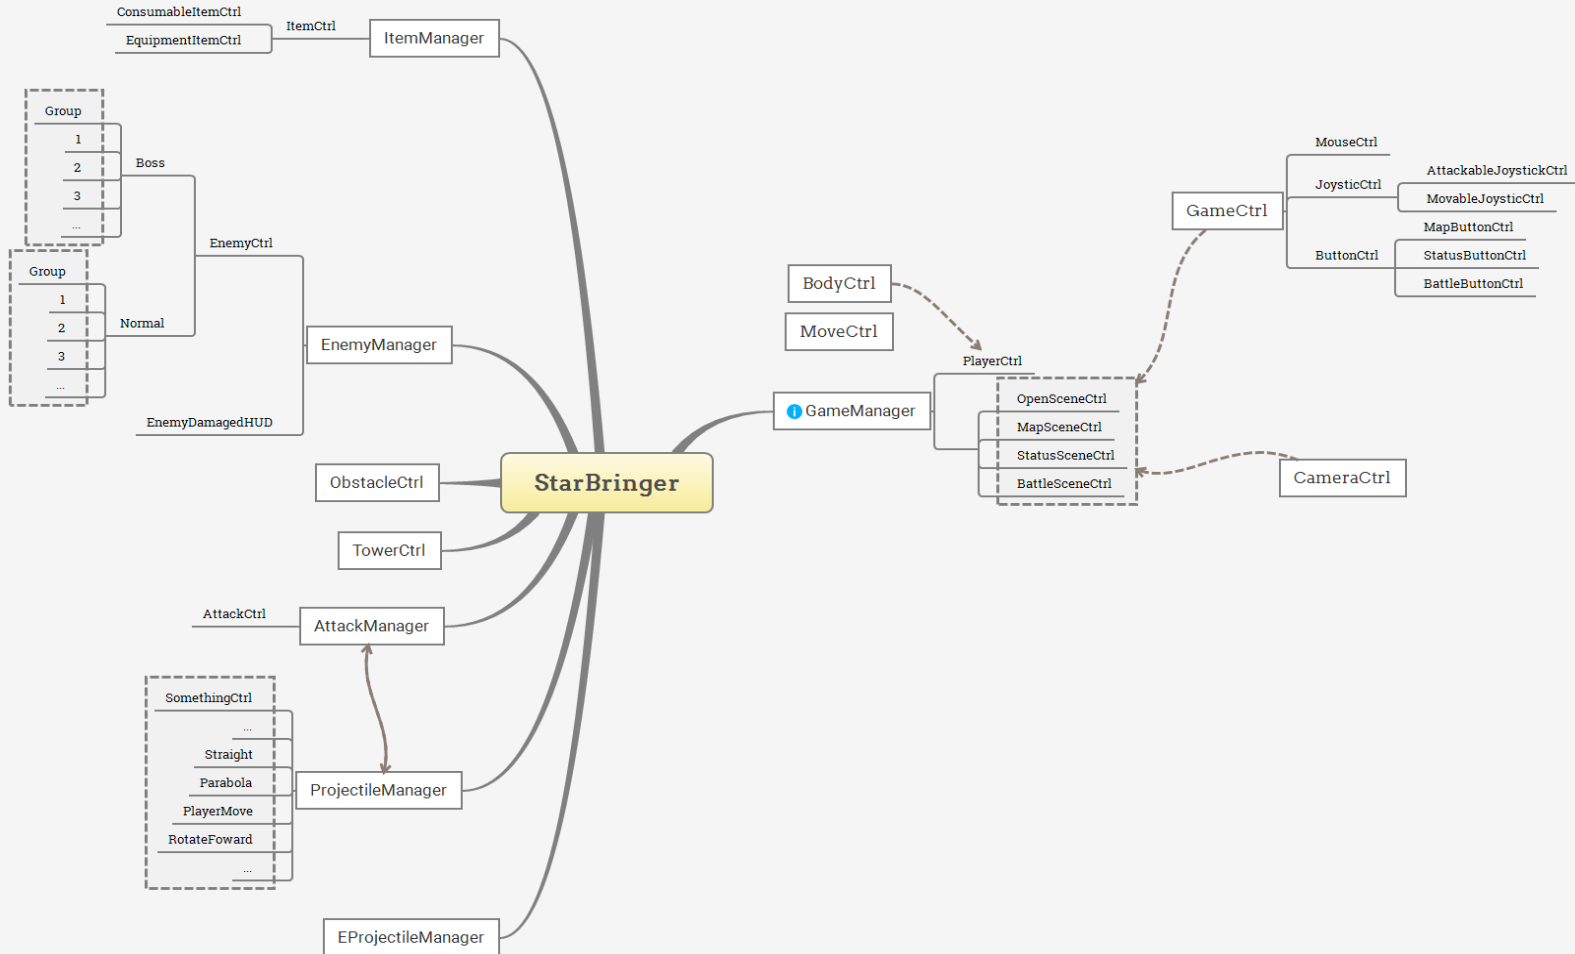 ConsumableItemCtrl
EquipmentItemCtrl
ItemCtrl
ItemManager
Group
1
2
3
...
Boss
Group
1
2
3
...
Normal
EnemyCtrl
EnemyDamagedHUD
EnemyManager
ObstacleCtrl
TowerCtrl
AttackCtrl
AttackManager
SomethingCtrl
...
Straight
Parabola
PlayerMove
RotateFoward
...
ProjectileManager
EProjectileManager
StarBringer
BodyCtrl
MoveCtrl
i GameManager
PlayerCtrl
OpenSceneCtrl
MapSceneCtrl
StatusSceneCtrl
BattleSceneCtrl
GameCtrl
MouseCtrl
JoysticCtrl
AttackableJoystickCtrl
MovableJoysticCtrl
ButtonCtrl
MapButtonCtrl
StatusButtonCtrl
BattleButtonCtrl
CameraCtrl